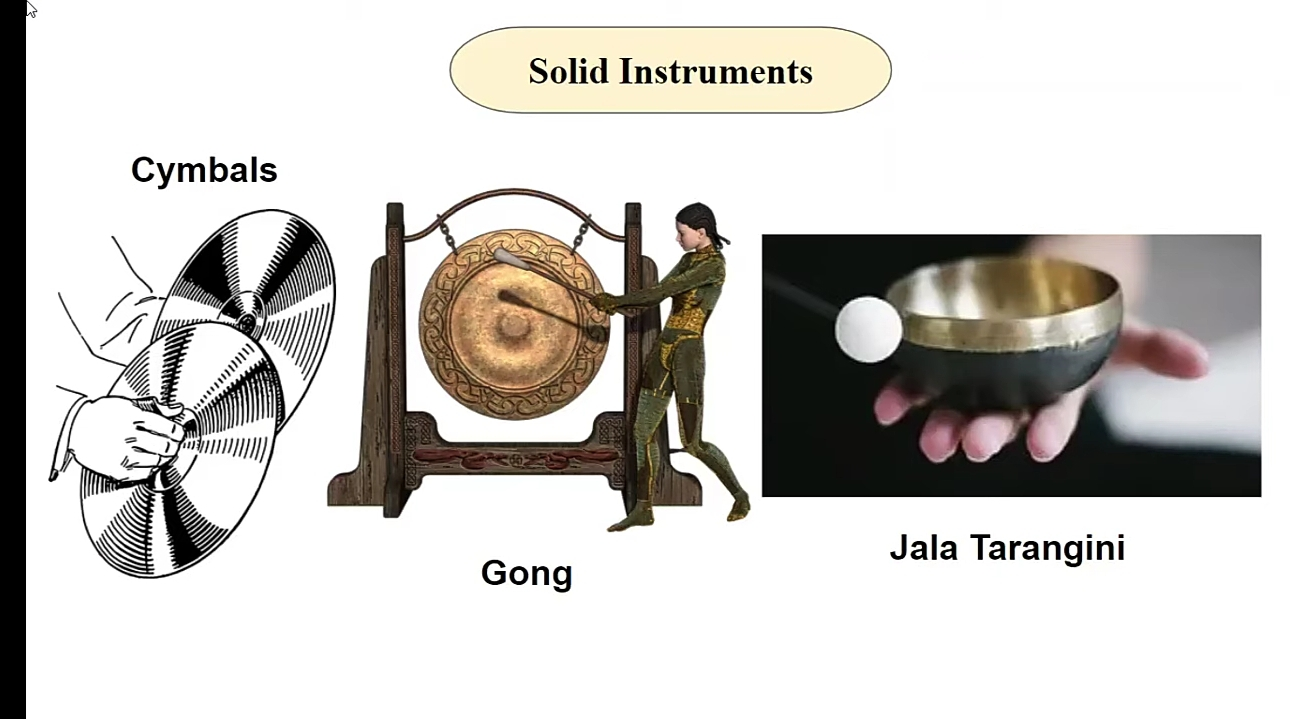 Solid Instruments
Cymbals
Gong
Jala Tarangini